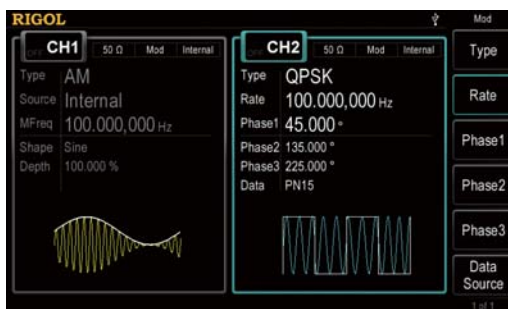 RIGOL
Mod
OFF CH1 50 Ω Mod Internal
Type AM
Source Internal
MFreq 100.000,000 Hz
Shape Sine
Depth 100.000 %
OFF CH2 50 Ω Mod Internal
Type QPSK
Rate 100.000,000 Hz
Phase1 45.000 °
Phase2 135.000 °
Phase3 225.000 °
Data PN15
Type
Rate
Phase1
Phase2
Phase3
Data
Source
1 of 1